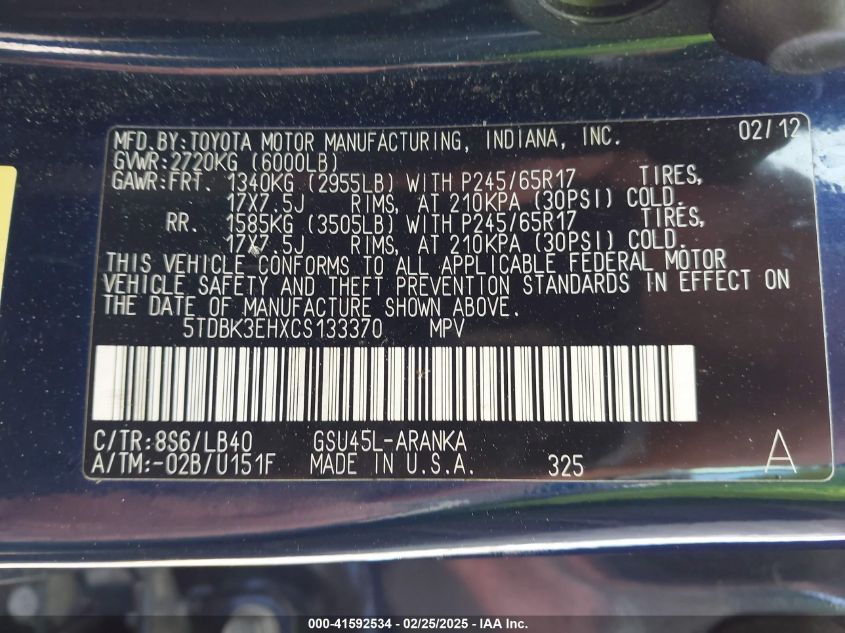 MFD.BY:TOYOTA MOTOR MANUFACTURING, INDIANA, INC. 02/12
GVWR:2720KG (6000LB)
GAWR:FRT. 1340KG (2955LB) WITH P245/65R17 TIRES,
17X7.5J RIMS, AT 210KPA (30PSI) COLD.
RR. 1585KG (3505LB) WITH P245/65R17 TIRES,
17X7.5J RIMS, AT 210KPA (30PSI) COLD.
THIS VEHICLE CONFORMS TO ALL APPLICABLE FEDERAL MOTOR
VEHICLE SAFETY AND THEFT PREVENTION STANDARDS IN EFFECT ON
THE DATE OF MANUFACTURE SHOWN ABOVE.
5TDBK3EHXCS133370 MPV
C/TR:8S6/LB40 GSU45L-ARANKA
A/TM:-02B/U151F MADE IN U.S.A. 325 A
000-41592534 - 02/25/2025 - IAA Inc.